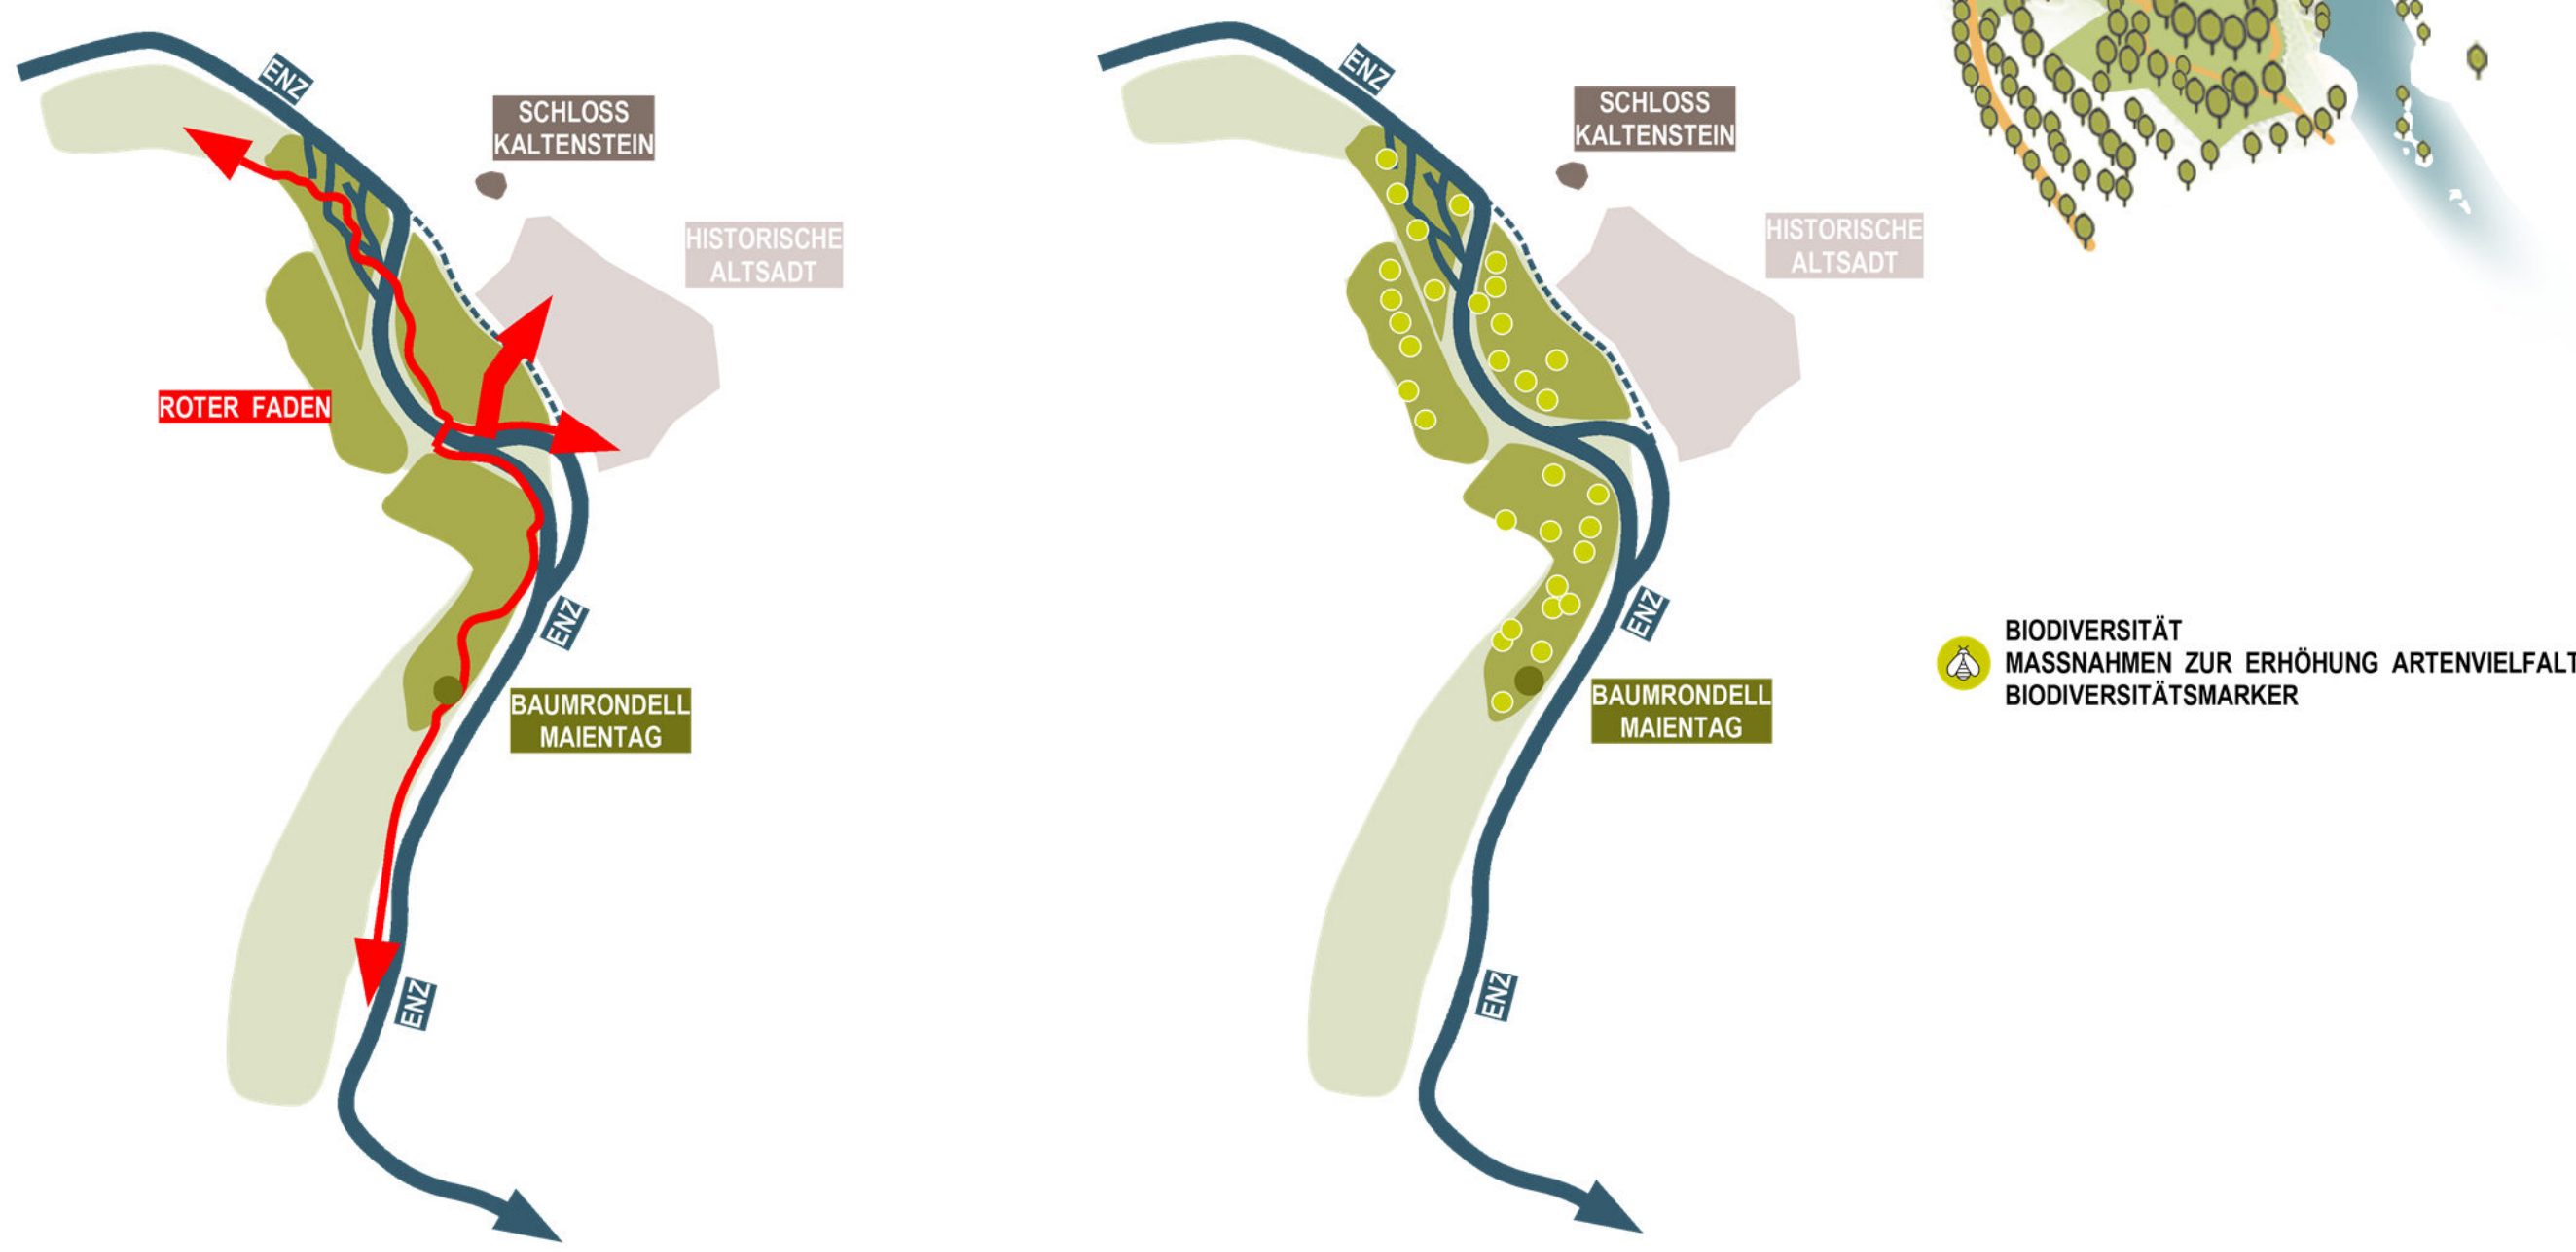 ENZ
SCHLOSS
KALTENSTEIN
HISTORISCHE
ALTSADT
ROTER FADEN
ENZ
BAUMRONDELL
MAIENTAG
ENZ
ENZ
SCHLOSS
KALTENSTEIN
HISTORISCHE
ALTSADT
ENZ
BAUMRONDELL
MAIENTAG
ENZ
BIODIVERSITÄT
MASSNAHMEN ZUR ERHÖHUNG ARTENVIELFALT
BIODIVERSITÄTSMARKER